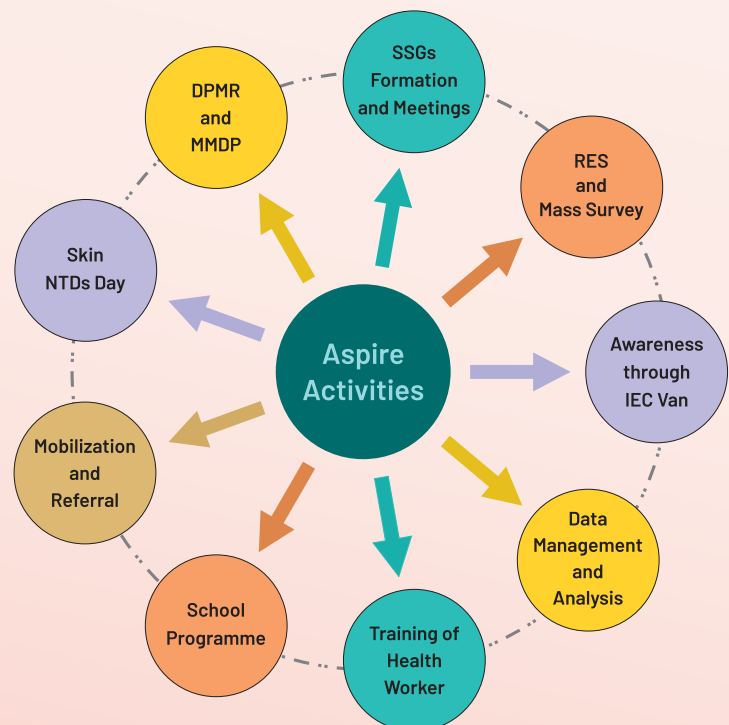 SSGs
Formation
and Meetings
DPMR
and
MMDP
RES
and
Mass Survey
Skin
NTDs Day
Aspire
Activities
Awareness
through
IEC Van
Mobilization
and
Referral
Data
Management
and
Analysis
School
Programme
Training of
Health
Worker